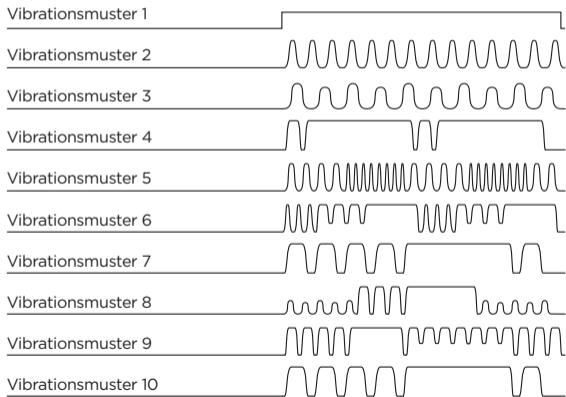 Vibrationsmuster 1
Vibrationsmuster 2
Vibrationsmuster 3
Vibrationsmuster 4
Vibrationsmuster 5
Vibrationsmuster 6
Vibrationsmuster 7
Vibrationsmuster 8
Vibrationsmuster 9
Vibrationsmuster 10